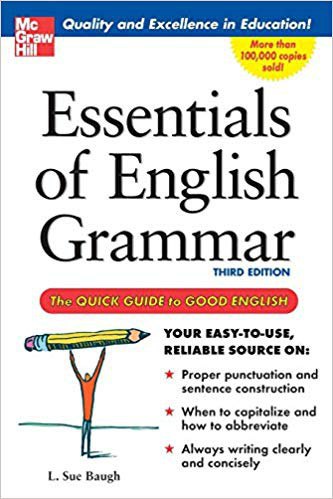 Mc
Graw
Hill
Quality and Excellence in Education!
More than
100,000 copies
sold!
Essentials
of English
Grammar
THIRD EDITION
The QUICK GUIDE to GOOD ENGLISH
YOUR EASY-TO-USE,
RELIABLE SOURCE ON:
★ Proper punctuation and
sentence construction
★ When to capitalize and
how to abbreviate
★ Always writing clearly
and concisely
L. Sue Baugh